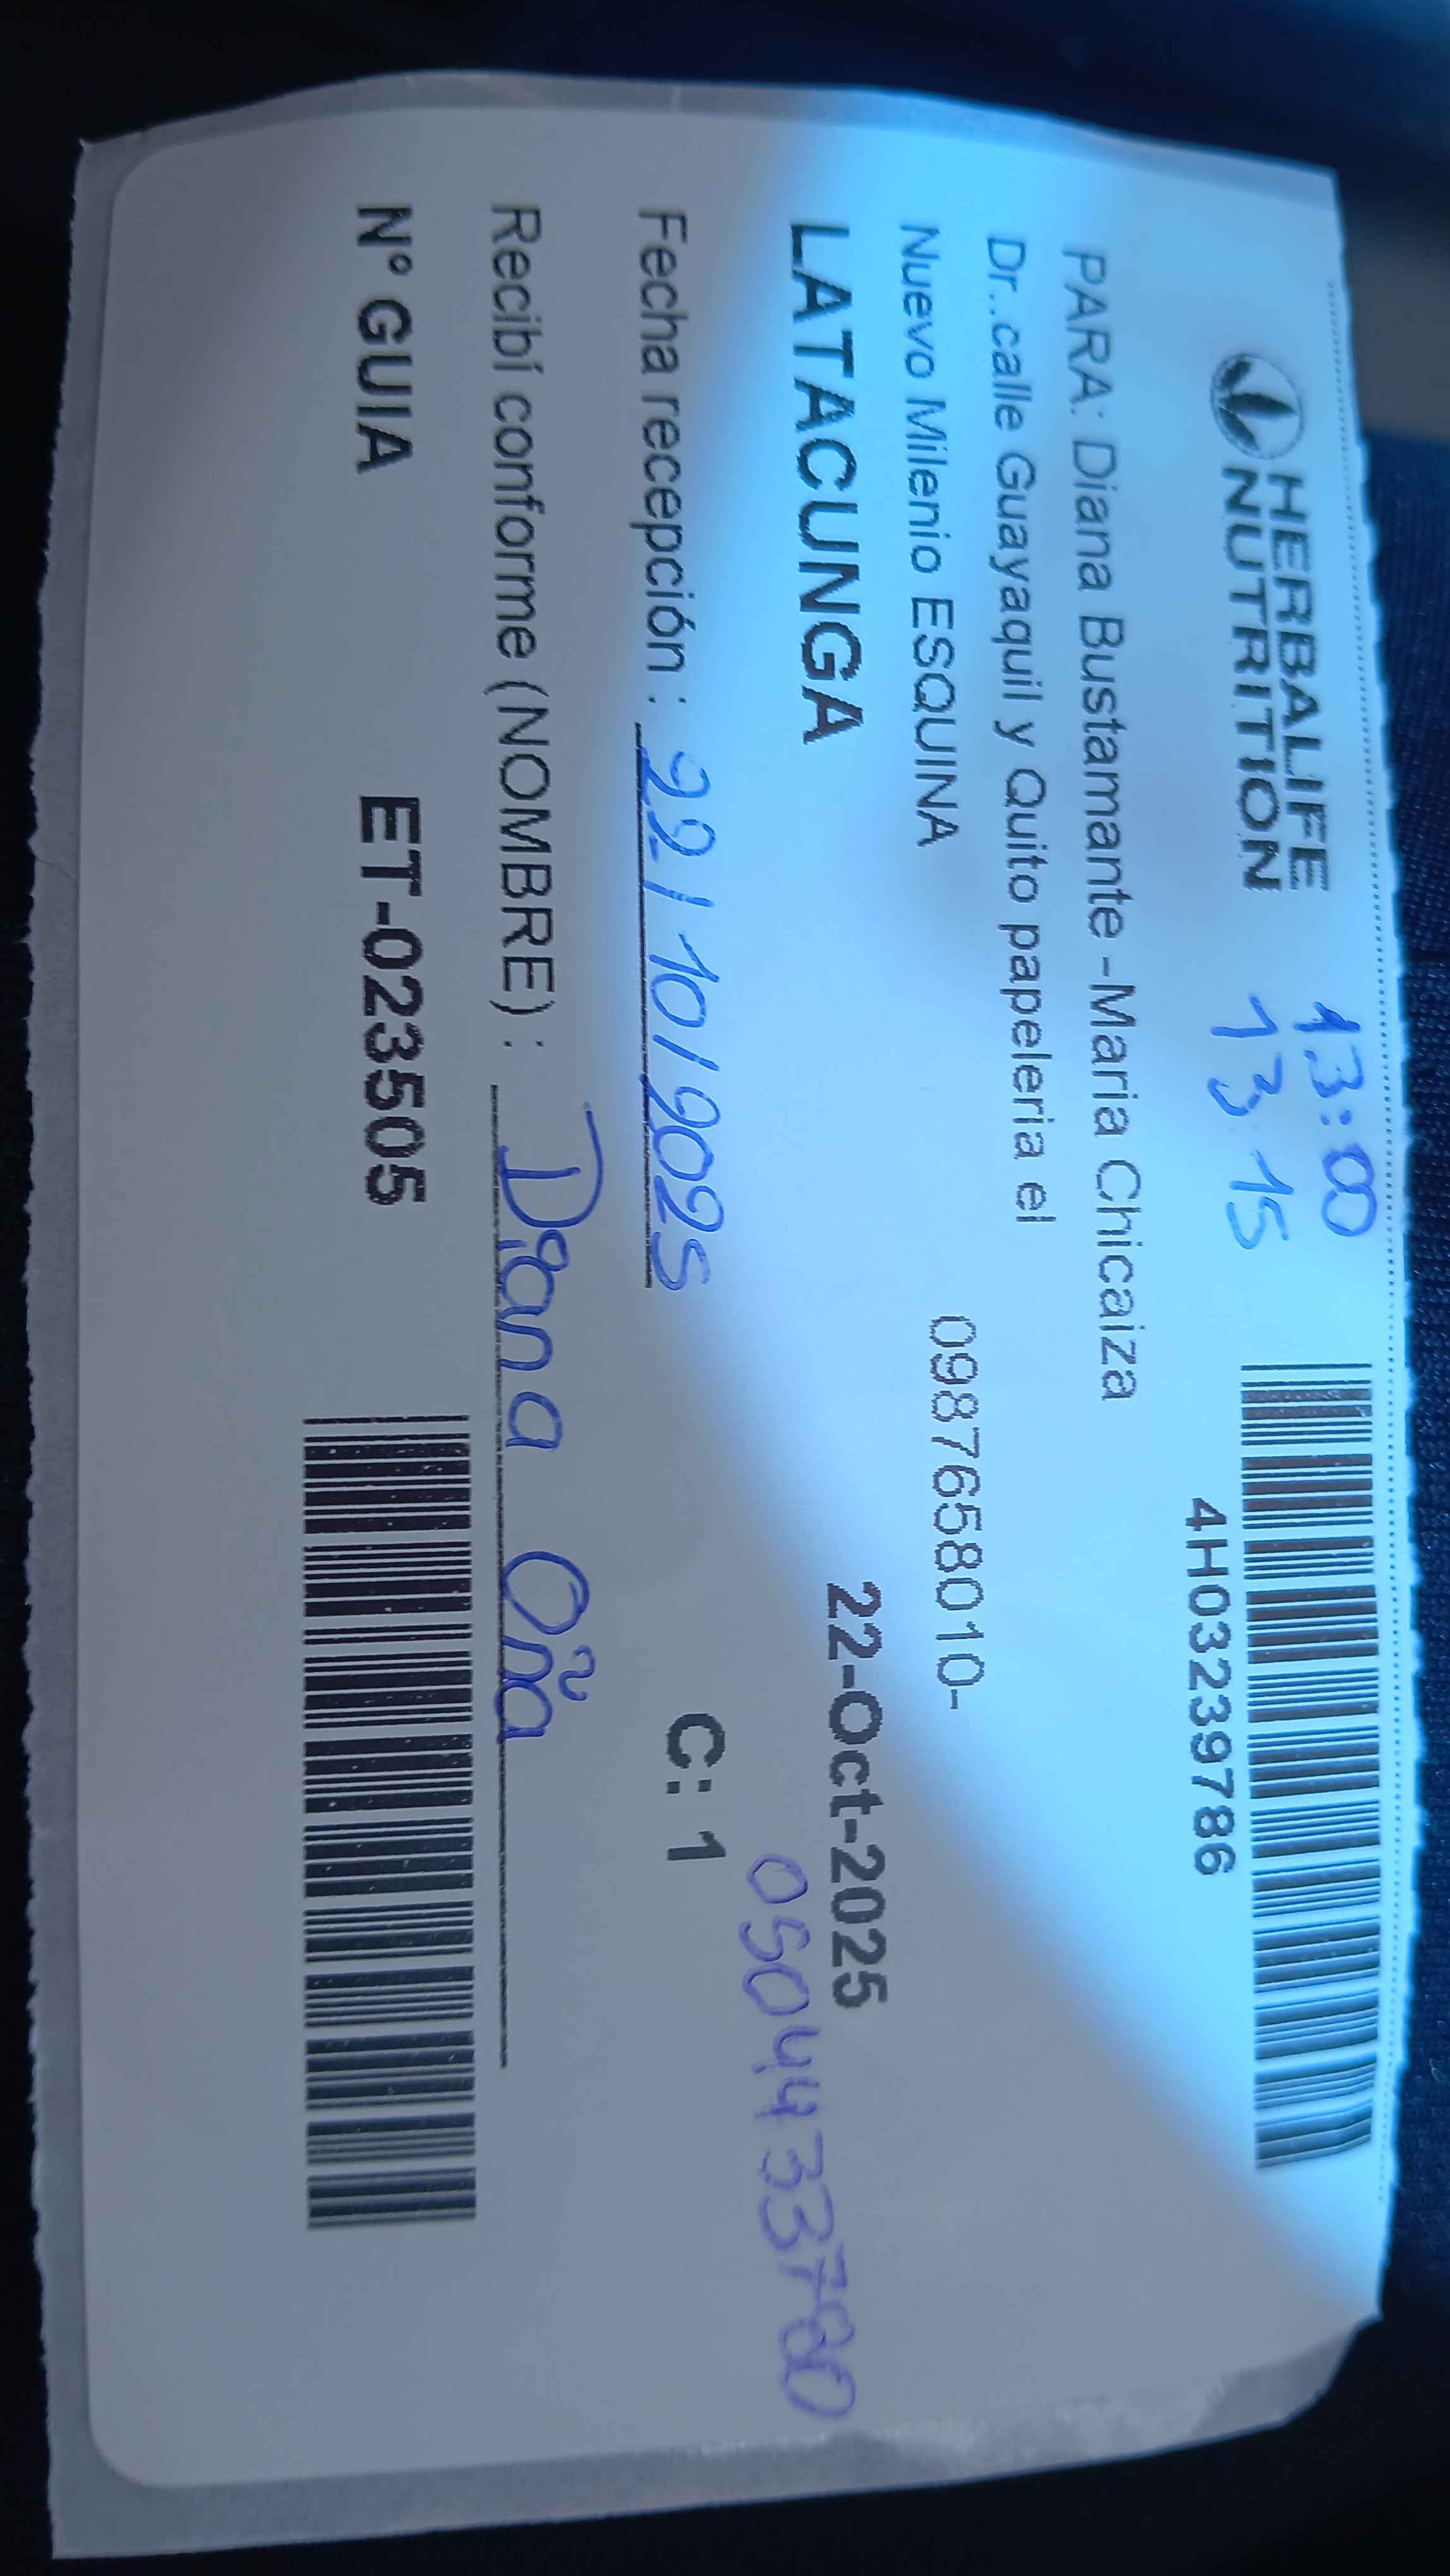 HERBALIFE
NUTRITION
13:00
13:15
4H03239786
PARA: Diana Bustamante -Maria Chicaiza
Dr..calle Guayaquil y Quito papeleria el
Nuevo Milenio ESQUINA
0987658010-
LATACUNGA
22-Oct-2025
0504433780
Fecha recepción : 22/10/2025
C: 1
Recibí conforme (NOMBRE) : Diana Oña
N° GUIA ET-023505